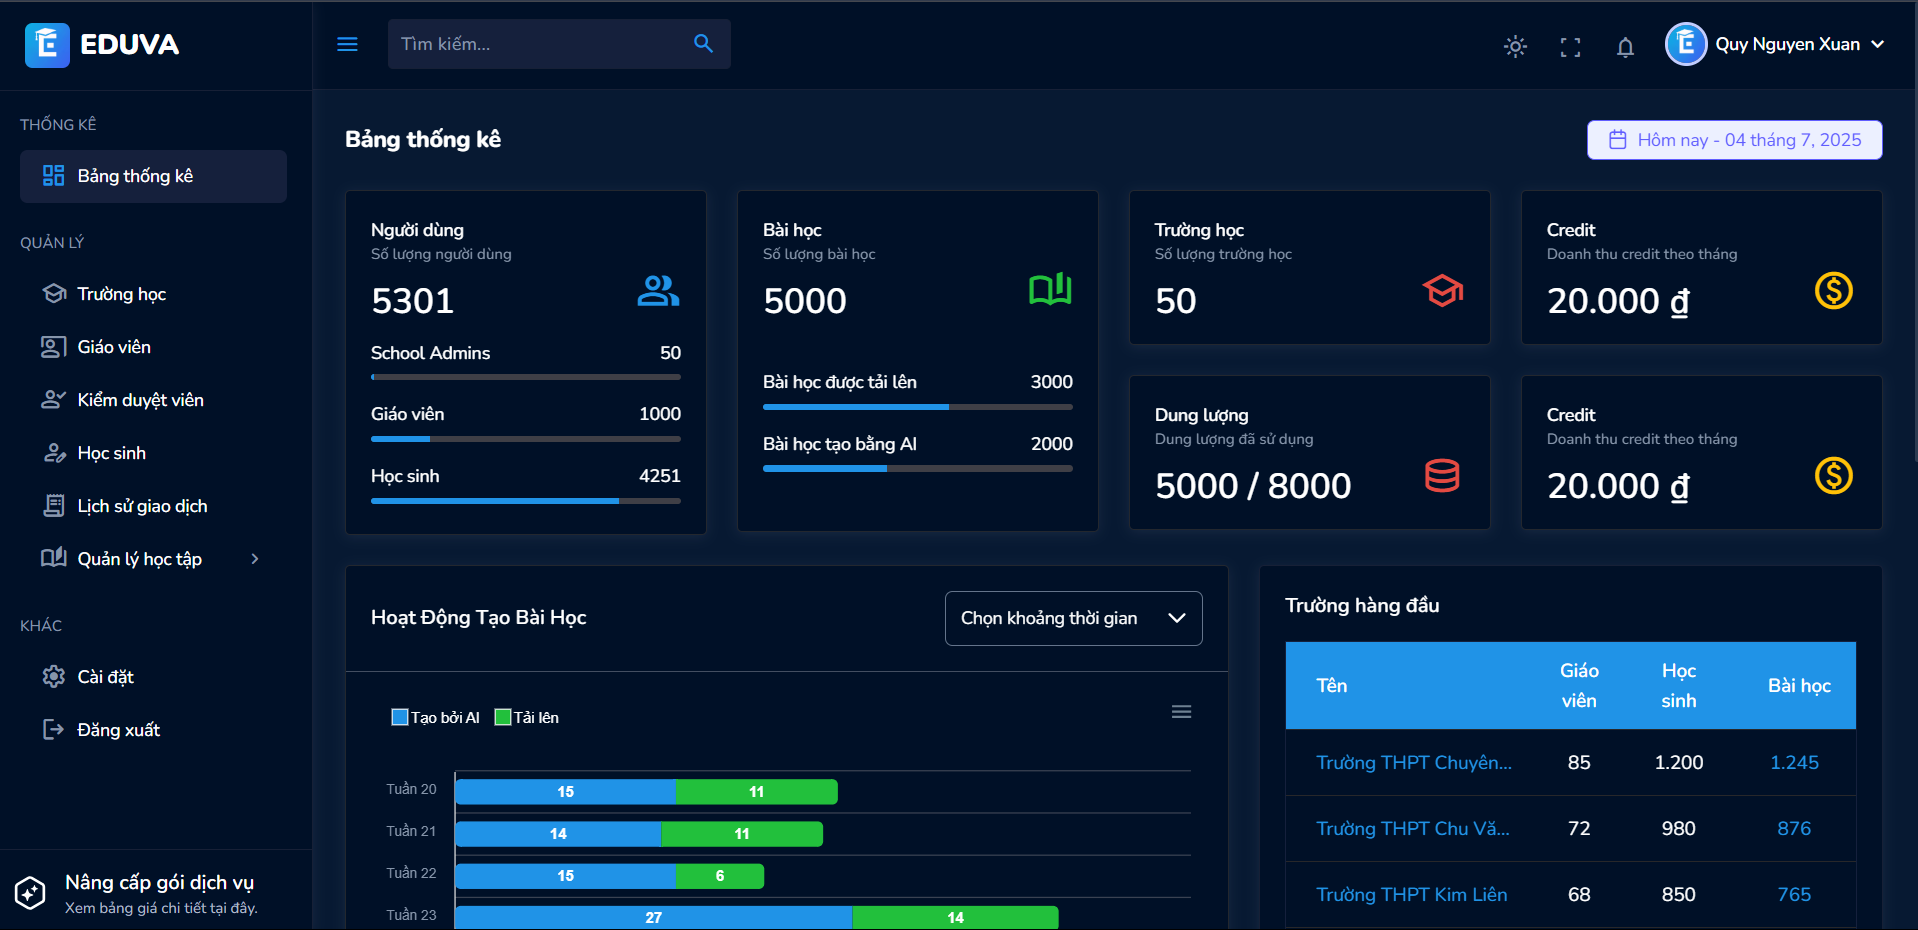 EDUVA
Tìm kiếm...
Quy Nguyen Xuan
THỐNG KÊ
Bảng thống kê
QUẢN LÝ
Trường học
Giáo viên
Kiểm duyệt viên
Học sinh
Lịch sử giao dịch
Quản lý học tập
KHÁC
Cài đặt
Đăng xuất
Nâng cấp gói dịch vụ
Xem bảng giá chi tiết tại đây.
Bảng thống kê
Hôm nay - 04 tháng 7, 2025
Người dùng
Số lượng người dùng
5301
School Admins 50
Giáo viên 1000
Học sinh 4251
Bài học
Số lượng bài học
5000
Bài học được tải lên 3000
Bài học tạo bằng AI 2000
Trường học
Số lượng trường học
50
Credit
Doanh thu credit theo tháng
20.000 ₫
Dung lượng
Dung lượng đã sử dụng
5000 / 8000
Credit
Doanh thu credit theo tháng
20.000 ₫
Hoạt Động Tạo Bài Học
Chọn khoảng thời gian
Tạo bởi AI Tải lên
Tuần 20 15 11
Tuần 21 14 11
Tuần 22 15 6
Tuần 23 27 14
Trường hàng đầu
Tên Giáo viên Học sinh Bài học
Trường THPT Chuyên... 85 1.200 1.245
Trường THPT Chu Vă... 72 980 876
Trường THPT Kim Liên 68 850 765